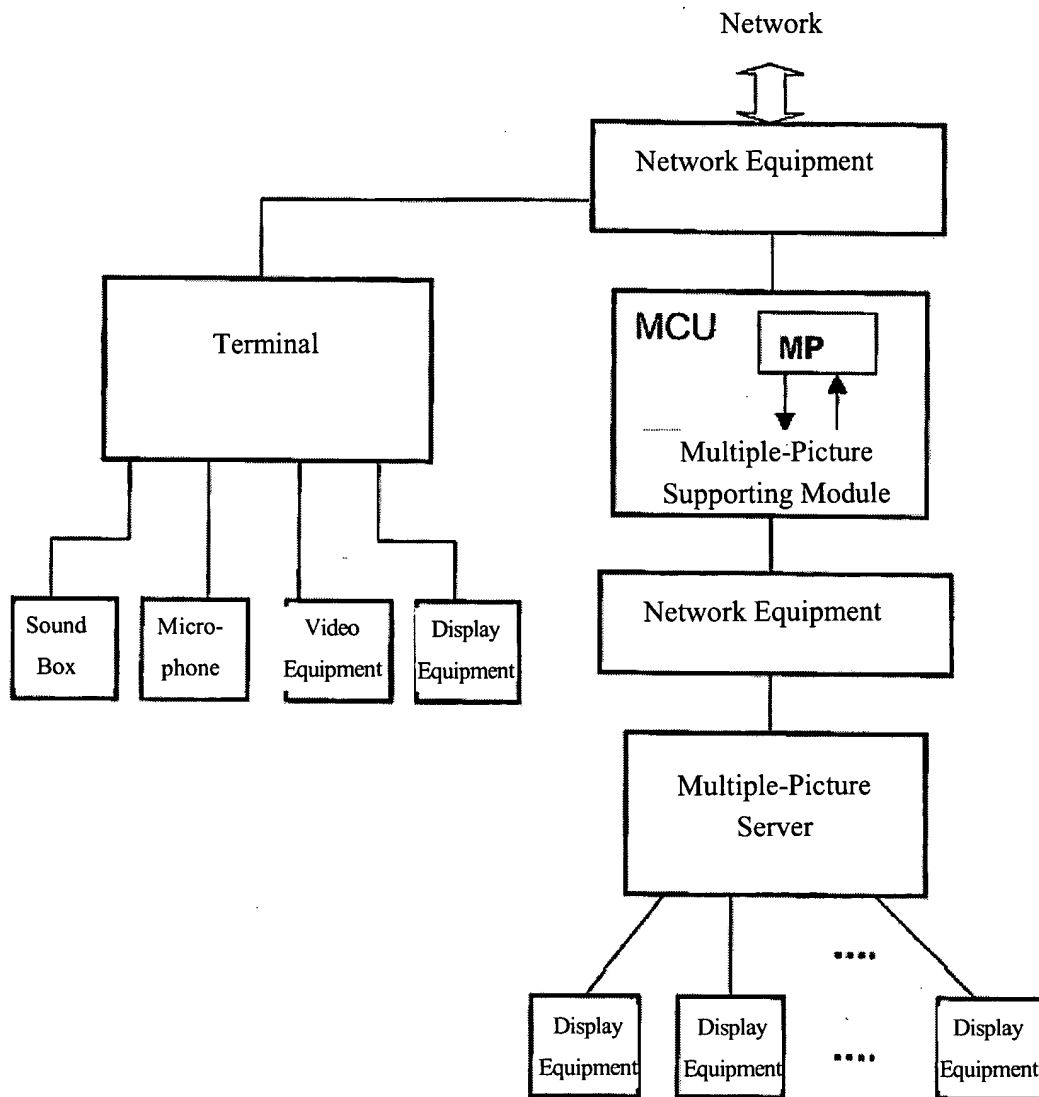 Network
Network Equipment
Terminal
MCU
MP
Multiple-Picture
Supporting Module
Sound
Box
Micro-
phone
Video
Equipment
Display
Equipment
Network Equipment
Multiple-Picture
Server
Display
Equipment
Display
Equipment
Display
Equipment